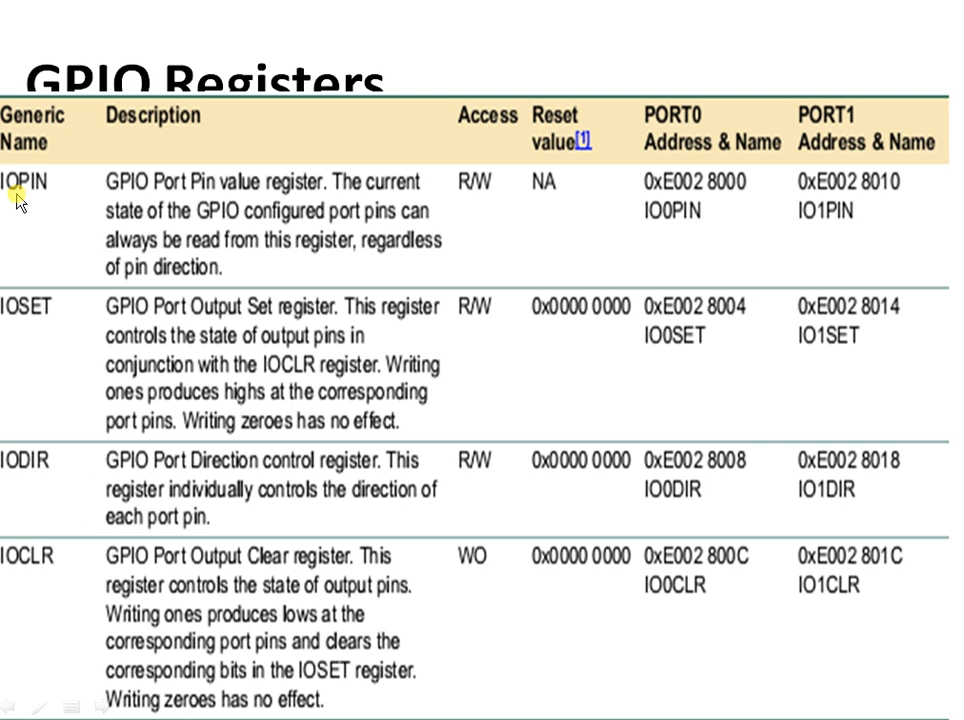 GPIO Registers
Generic Name Description Access Reset value[1] PORT0 Address & Name PORT1 Address & Name
IOPIN GPIO Port Pin value register. The current R/W NA 0xE002 8000 0xE002 8010
state of the GPIO configured port pins can IO0PIN IO1PIN
always be read from this register, regardless
of pin direction.
IOSET GPIO Port Output Set register. This register R/W 0x0000 0000 0xE002 8004 0xE002 8014
controls the state of output pins in IO0SET IO1SET
conjunction with the IOCLR register. Writing
ones produces highs at the corresponding
port pins. Writing zeroes has no effect.
IODIR GPIO Port Direction control register. This R/W 0x0000 0000 0xE002 8008 0xE002 8018
register individually controls the direction of IO0DIR IO1DIR
each port pin.
IOCLR GPIO Port Output Clear register. This WO 0x0000 0000 0xE002 800C 0xE002 801C
register controls the state of output pins. IO0CLR IO1CLR
Writing ones produces lows at the
corresponding port pins and clears the
corresponding bits in the IOSET register.
Writing zeroes has no effect.